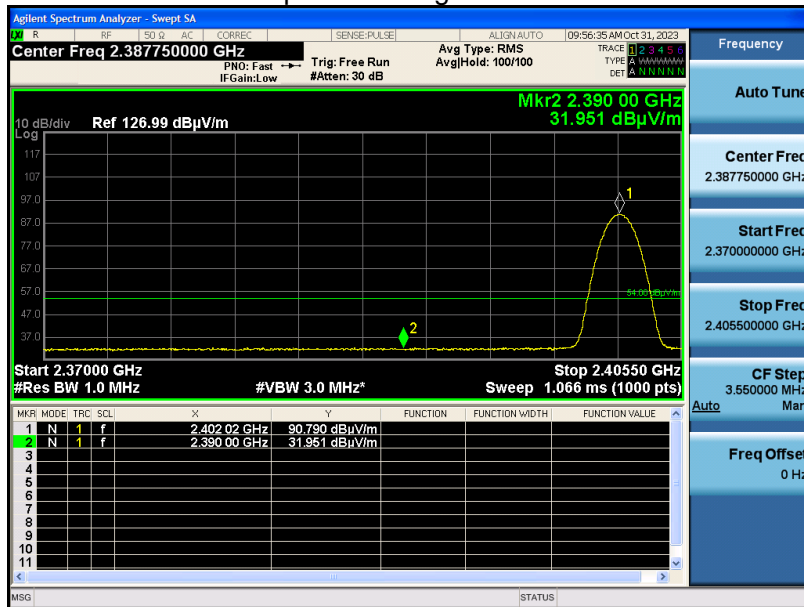 Agilent Spectrum Analyzer - Swept SA
LXI R RF 50 Ω AC CORREC SENSE:PULSE ALIGN AUTO 09:56:35 AM Oct 31, 2023
Center Freq 2.387750000 GHz
PNO: Fast
IFGain:Low
Trig: Free Run
#Atten: 30 dB
Avg Type: RMS
Avg|Hold: 100/100
TRACE 1 2 3 4 5 6
TYPE A WWWWW
DET A N N N N N
Mkr2 2.390 00 GHz
31.951 dBµV/m
10 dB/div Ref 126.99 dBµV/m
Log
117
107
97.0
87.0
77.0
67.0
57.0
47.0
37.0
1
54.00 dBµV/m
2
Start 2.37000 GHz Stop 2.40550 GHz
#Res BW 1.0 MHz #VBW 3.0 MHz* Sweep 1.066 ms (1000 pts)
MKR MODE TRC SCL X Y FUNCTION FUNCTION WIDTH FUNCTION VALUE
1 N 1 f 2.402 02 GHz 90.790 dBµV/m
2 N 1 f 2.390 00 GHz 31.951 dBµV/m
3
4
5
6
7
8
9
10
11
MSG STATUS
Frequency
Auto Tune
Center Freq
2.387750000 GHz
Start Freq
2.370000000 GHz
Stop Freq
2.405500000 GHz
CF Step
3.550000 MHz
Auto Man
Freq Offset
0 Hz